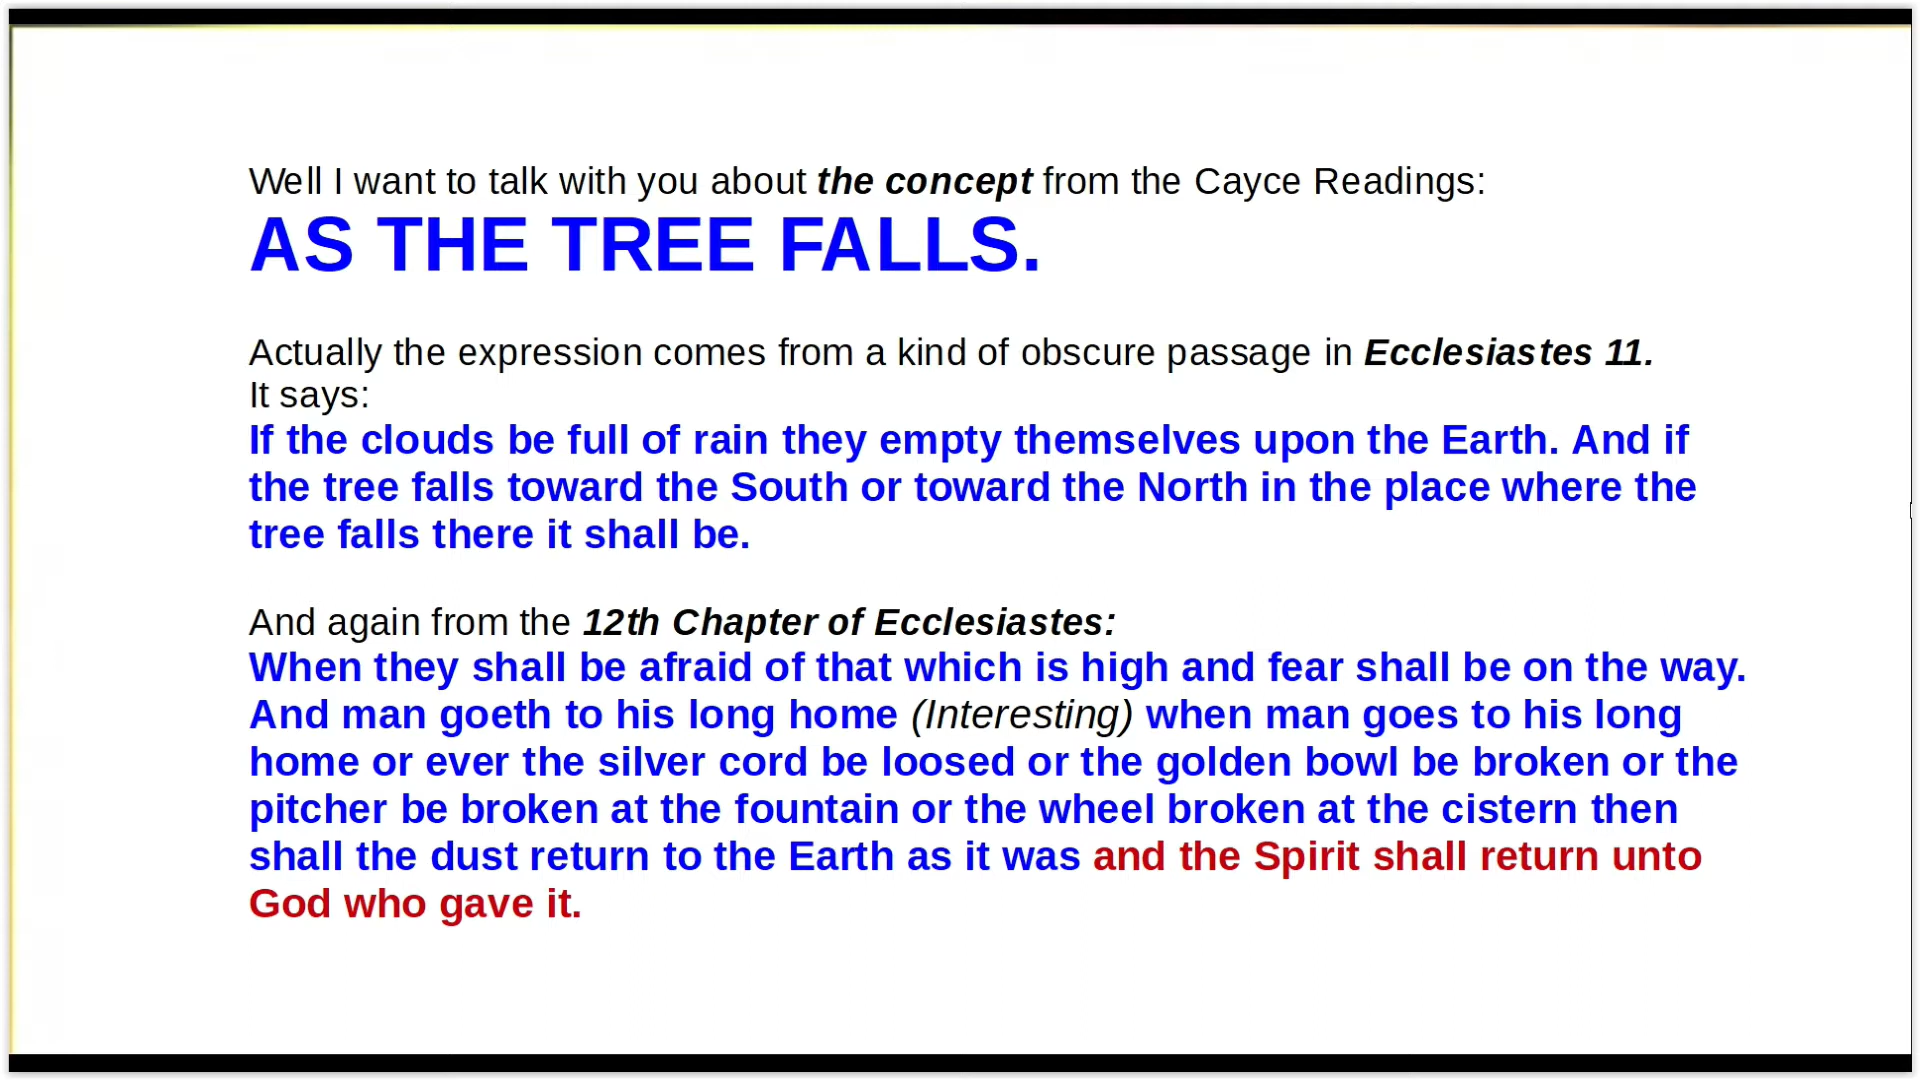 Well I want to talk with you about the concept from the Cayce Readings:
AS THE TREE FALLS.
Actually the expression comes from a kind of obscure passage in Ecclesiastes 11.
It says:
If the clouds be full of rain they empty themselves upon the Earth. And if
the tree falls toward the South or toward the North in the place where the
tree falls there it shall be.
And again from the 12th Chapter of Ecclesiastes:
When they shall be afraid of that which is high and fear shall be on the way.
And man goeth to his long home (Interesting) when man goes to his long
home or ever the silver cord be loosed or the golden bowl be broken or the
pitcher be broken at the fountain or the wheel broken at the cistern then
shall the dust return to the Earth as it was and the Spirit shall return unto
God who gave it.